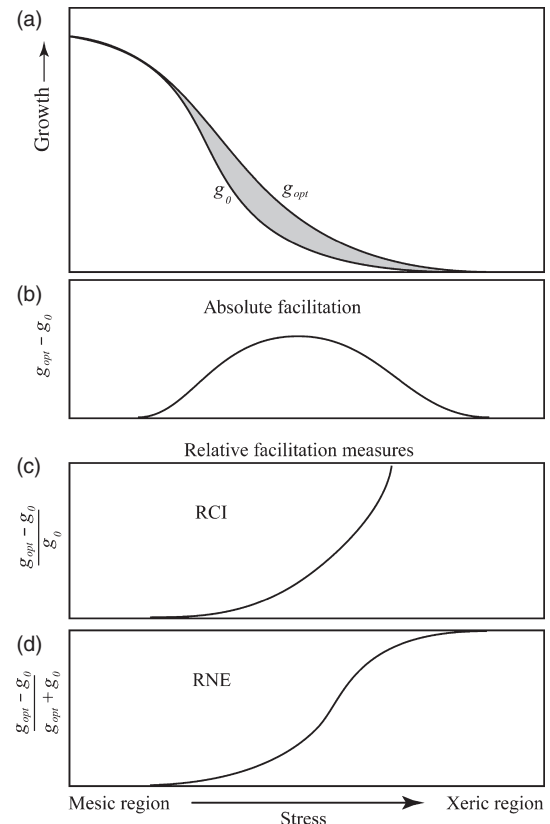 (a)
Growth
g0
gopt
(b)
gopt - g0
Absolute facilitation
Relative facilitation measures
(c)
gopt - g0
g0
RCI
(d)
gopt - g0
gopt + g0
RNE
Mesic region
Stress
Xeric region